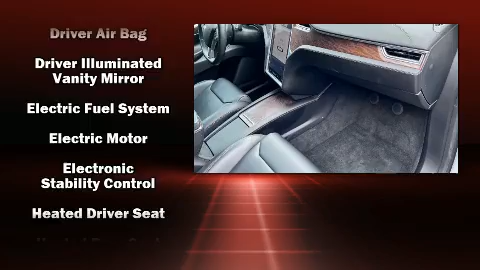 Driver Air Bag
Driver Illuminated
Vanity Mirror
Electric Fuel System
Electric Motor
Electronic
Stability Control
Heated Driver Seat